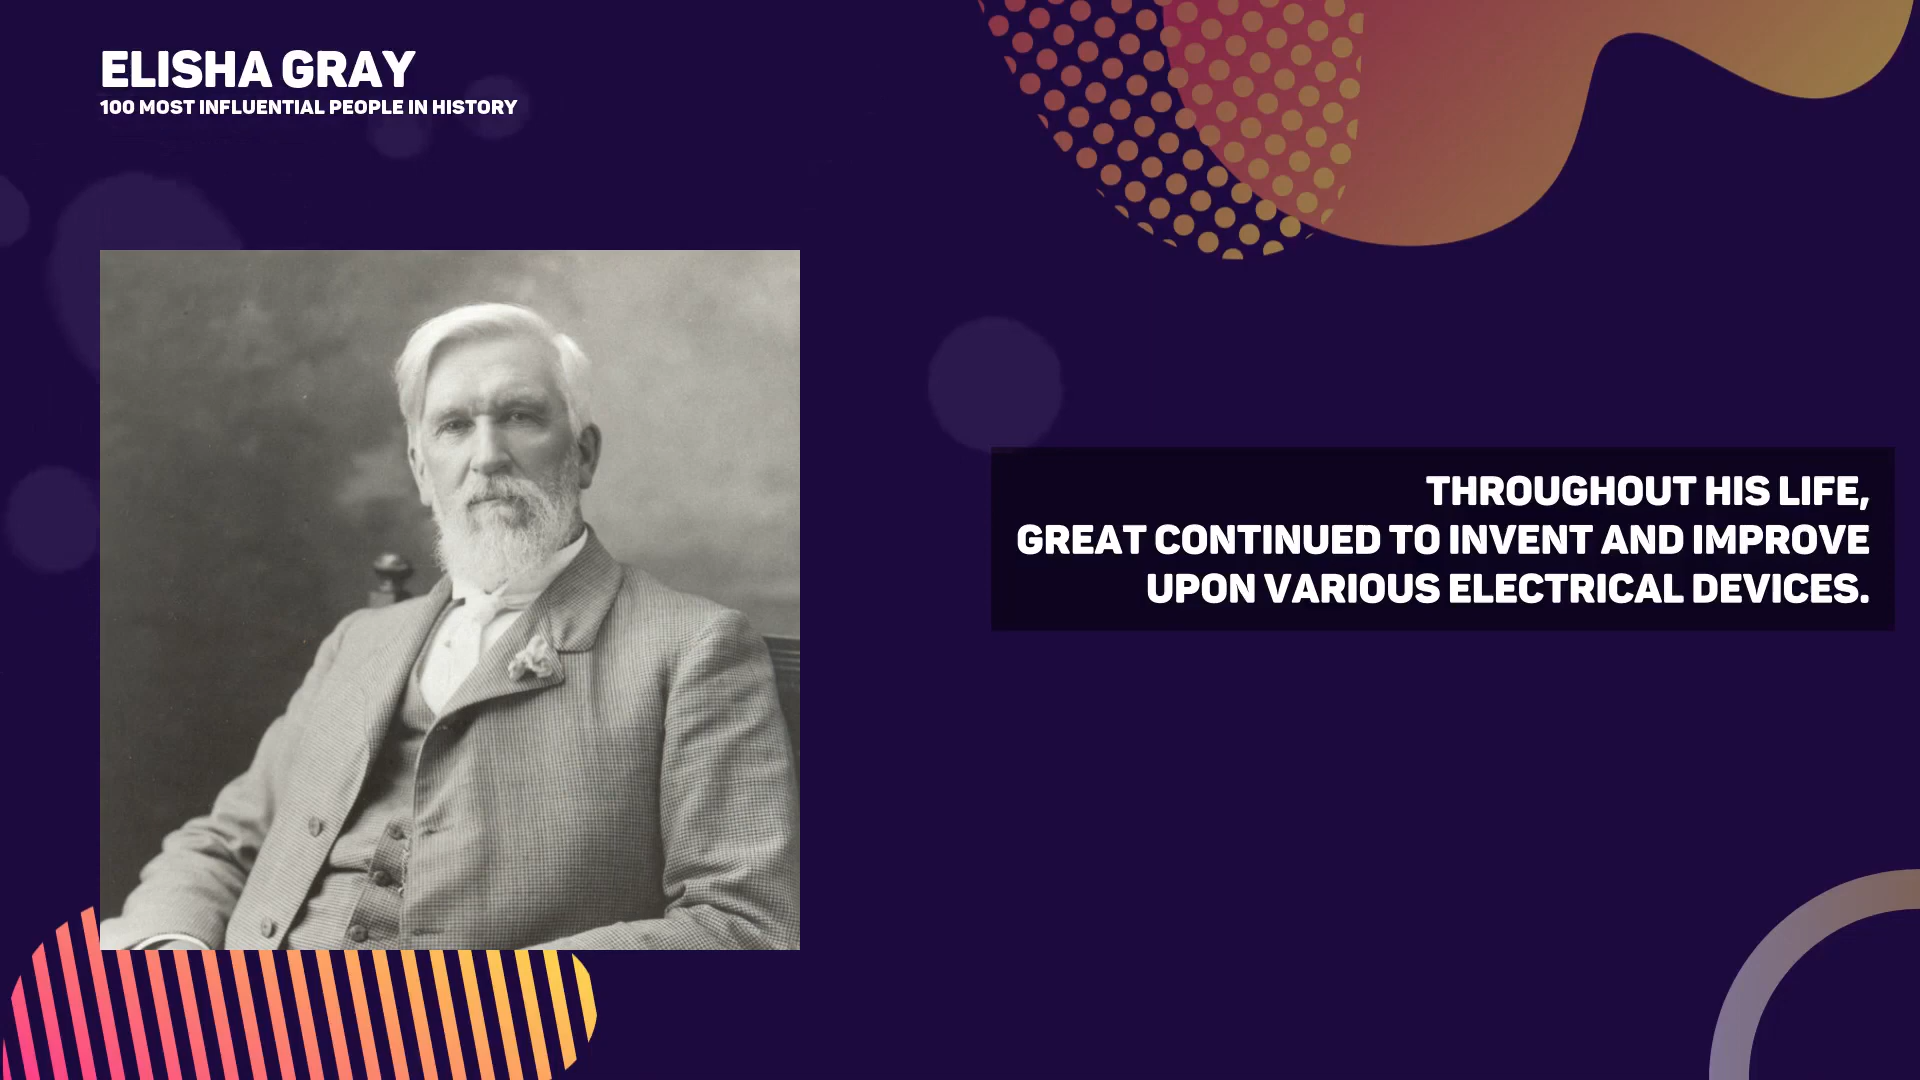 ELISHA GRAY
100 MOST INFLUENTIAL PEOPLE IN HISTORY
THROUGHOUT HIS LIFE,
GREAT CONTINUED TO INVENT AND IMPROVE
UPON VARIOUS ELECTRICAL DEVICES.